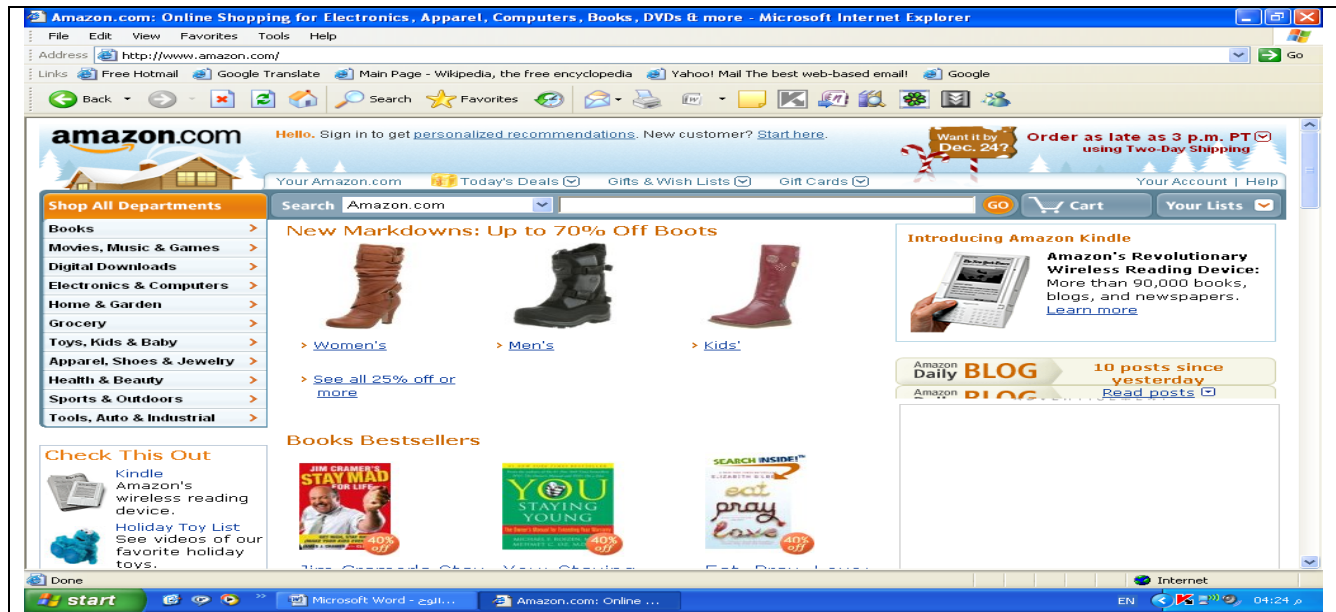 Amazon.com: Online Shopping for Electronics, Apparel, Computers, Books, DVDs & more - Microsoft Internet Explorer
File Edit View Favorites Tools Help
Address http://www.amazon.com/ Go
Links Free Hotmail Google Translate Main Page - Wikipedia, the free encyclopedia Yahoo! Mail The best web-based email! Google
Back Search Favorites
amazon.com
Hello. Sign in to get personalized recommendations. New customer? Start here.
Want it by
Dec. 24?
Order as late as 3 p.m. PT
using Two-Day Shipping
Your Amazon.com Today's Deals Gifts & Wish Lists Gift Cards Your Account | Help
Shop All Departments Search Amazon.com GO Cart Your Lists
Books
Movies, Music & Games
Digital Downloads
Electronics & Computers
Home & Garden
Grocery
Toys, Kids & Baby
Apparel, Shoes & Jewelry
Health & Beauty
Sports & Outdoors
Tools, Auto & Industrial
Check This Out
Kindle
Amazon's
wireless reading
device.
Holiday Toy List
See videos of our
favorite holiday
toys.
New Markdowns: Up to 70% Off Boots
Women's
Men's
Kids'
See all 25% off or
more
Books Bestsellers
JIM CRAMER'S
STAY MAD
FOR LIFE
40%
off
YOU
STAYING
YOUNG
40%
off
SEARCH INSIDE!™
eat
pray
love
40%
off
Introducing Amazon Kindle
Amazon's Revolutionary
Wireless Reading Device:
More than 90,000 books,
blogs, and newspapers.
Learn more
Amazon
Daily BLOG
10 posts since
yesterday
Amazon
BLOG
Read posts
Done Internet
start Microsoft Word - الوج... Amazon.com: Online ... EN 04:24 م